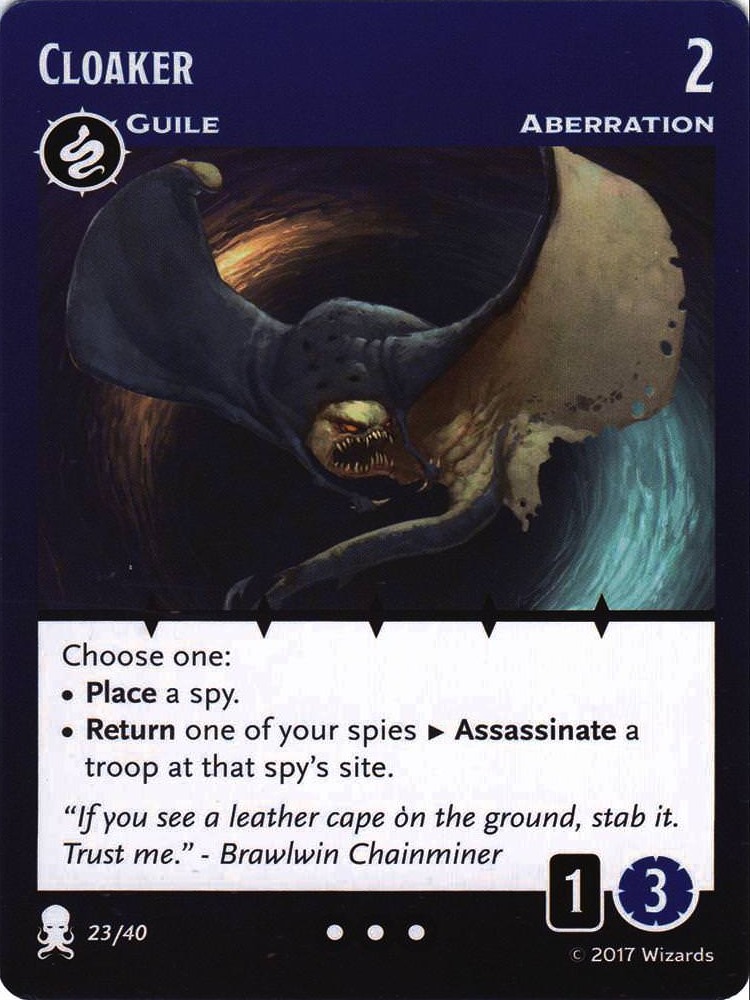 CLOAKER 2
GUILE ABERRATION
Choose one:
• Place a spy.
• Return one of your spies ▶ Assassinate a
troop at that spy's site.
“If you see a leather cape on the ground, stab it.
Trust me.” - Brawlwin Chainminer
1 3
23/40
© 2017 Wizards